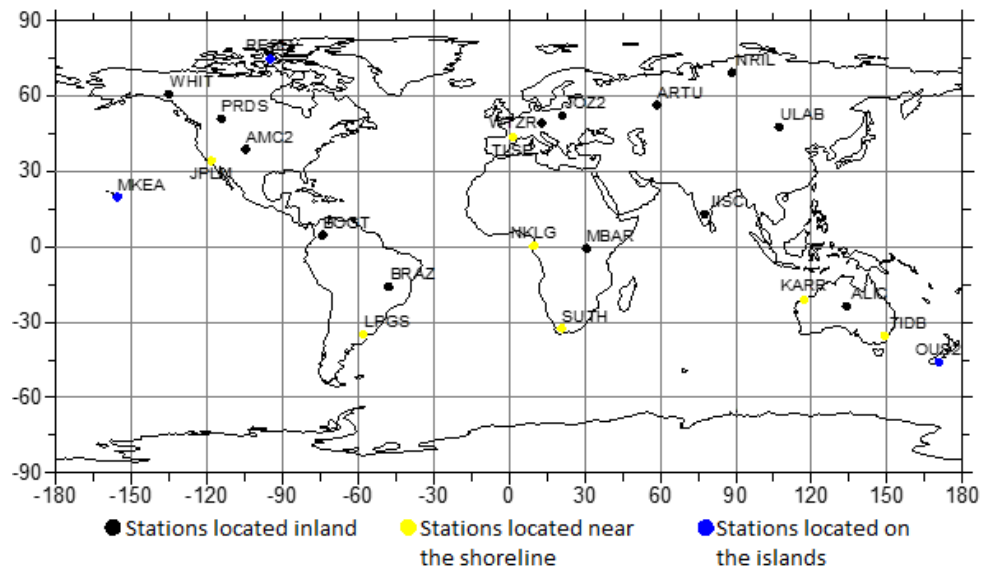 90
60
30
0
-30
-60
-90
NRIL
WHIT
ARTU
PRDS
JOZ2
ULAB
WTZR
AMC2
TLSE
JPLM
MKEA
IISC
BOGT
NKLG
MBAR
BRAZ
KARR
ALIC
LPGS
SUTH
TIDB
OUS2
-180 -150 -120 -90 -60 -30 0 30 60 90 120 150 180
Stations located inland
Stations located near
the shoreline
Stations located on
the islands